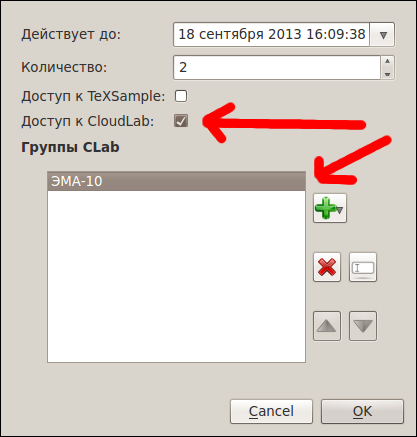 Действует до: 18 сентября 2013 16:09:38
Количество: 2
Доступ к TeXSample:
Доступ к CloudLab:
Группы CLab
ЭМА-10
Cancel OK